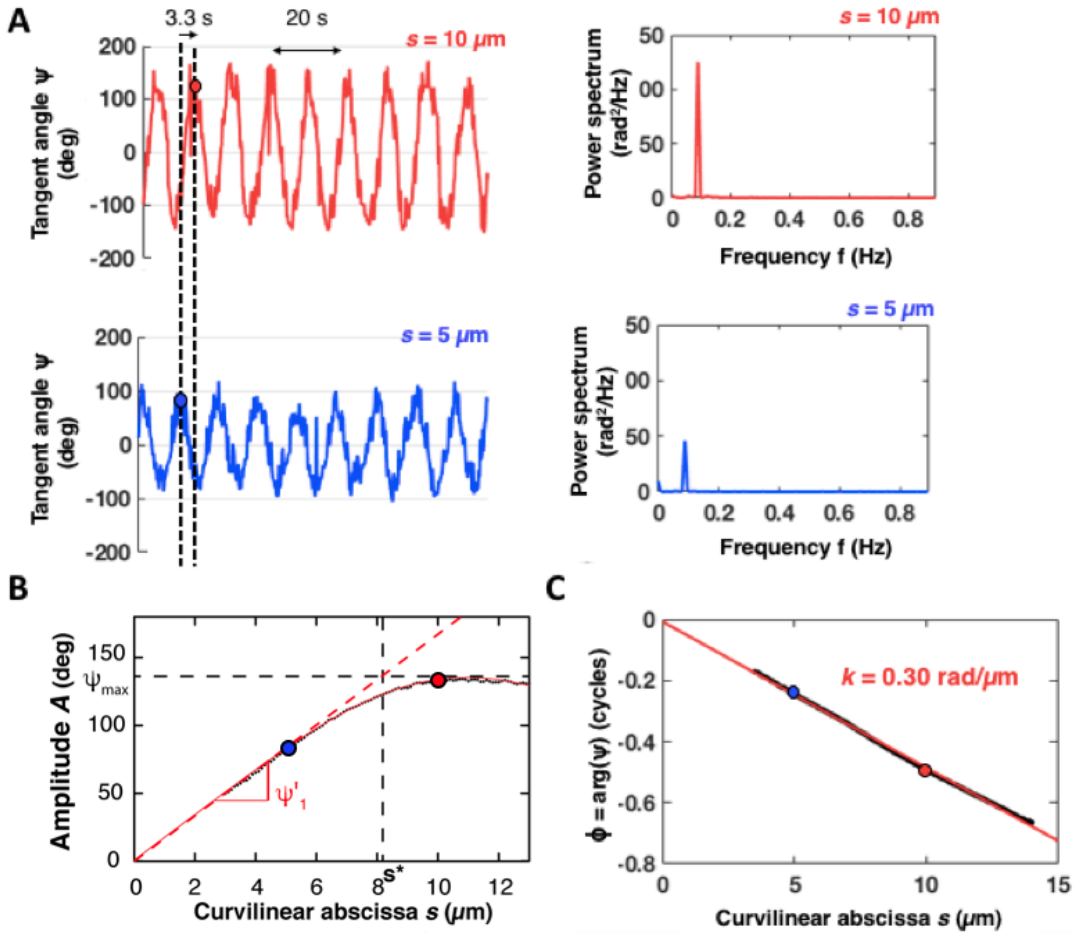 A
3.3 s
20 s
s = 10 µm
200
100
0
-100
-200
Tangent angle Ψ
(deg)
s = 10 µm
50
00
50
0
Power spectrum
(rad²/Hz)
0 0.2 0.4 0.6 0.8
Frequency f (Hz)
s = 5 µm
200
100
0
-100
-200
Tangent angle Ψ
(deg)
s = 5 µm
50
00
50
0
Power spectrum
(rad²/Hz)
0 0.2 0.4 0.6 0.8
Frequency f (Hz)
B
150
Ψmax
100
50
0
Amplitude A (deg)
Ψ'1
0 2 4 6 8 s* 10 12
Curvilinear abscissa s (µm)
C
0
-0.2
-0.4
-0.6
-0.8
ϕ = arg(ψ) (cycles)
k = 0.30 rad/µm
0 5 10 15
Curvilinear abscissa s (µm)